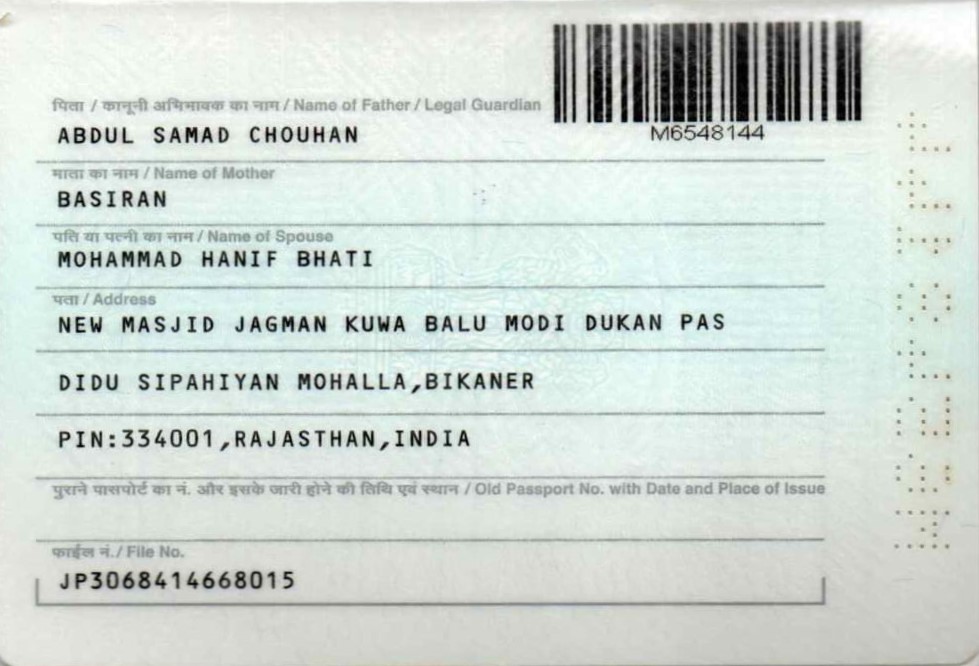 पिता / कानूनी अभिभावक का नाम / Name of Father / Legal Guardian
ABDUL SAMAD CHOUHAN
M6548144
माता का नाम / Name of Mother
BASIRAN
पति या पत्नी का नाम / Name of Spouse
MOHAMMAD HANIF BHATI
पता / Address
NEW MASJID JAGMAN KUWA BALU MODI DUKAN PAS
DIDU SIPAHIYAN MOHALLA,BIKANER
PIN:334001,RAJASTHAN,INDIA
पुराने पासपोर्ट का नं. और इसके जारी होने की तिथि एवं स्थान / Old Passport No. with Date and Place of Issue
फाईल नं./ File No.
JP3068414668015